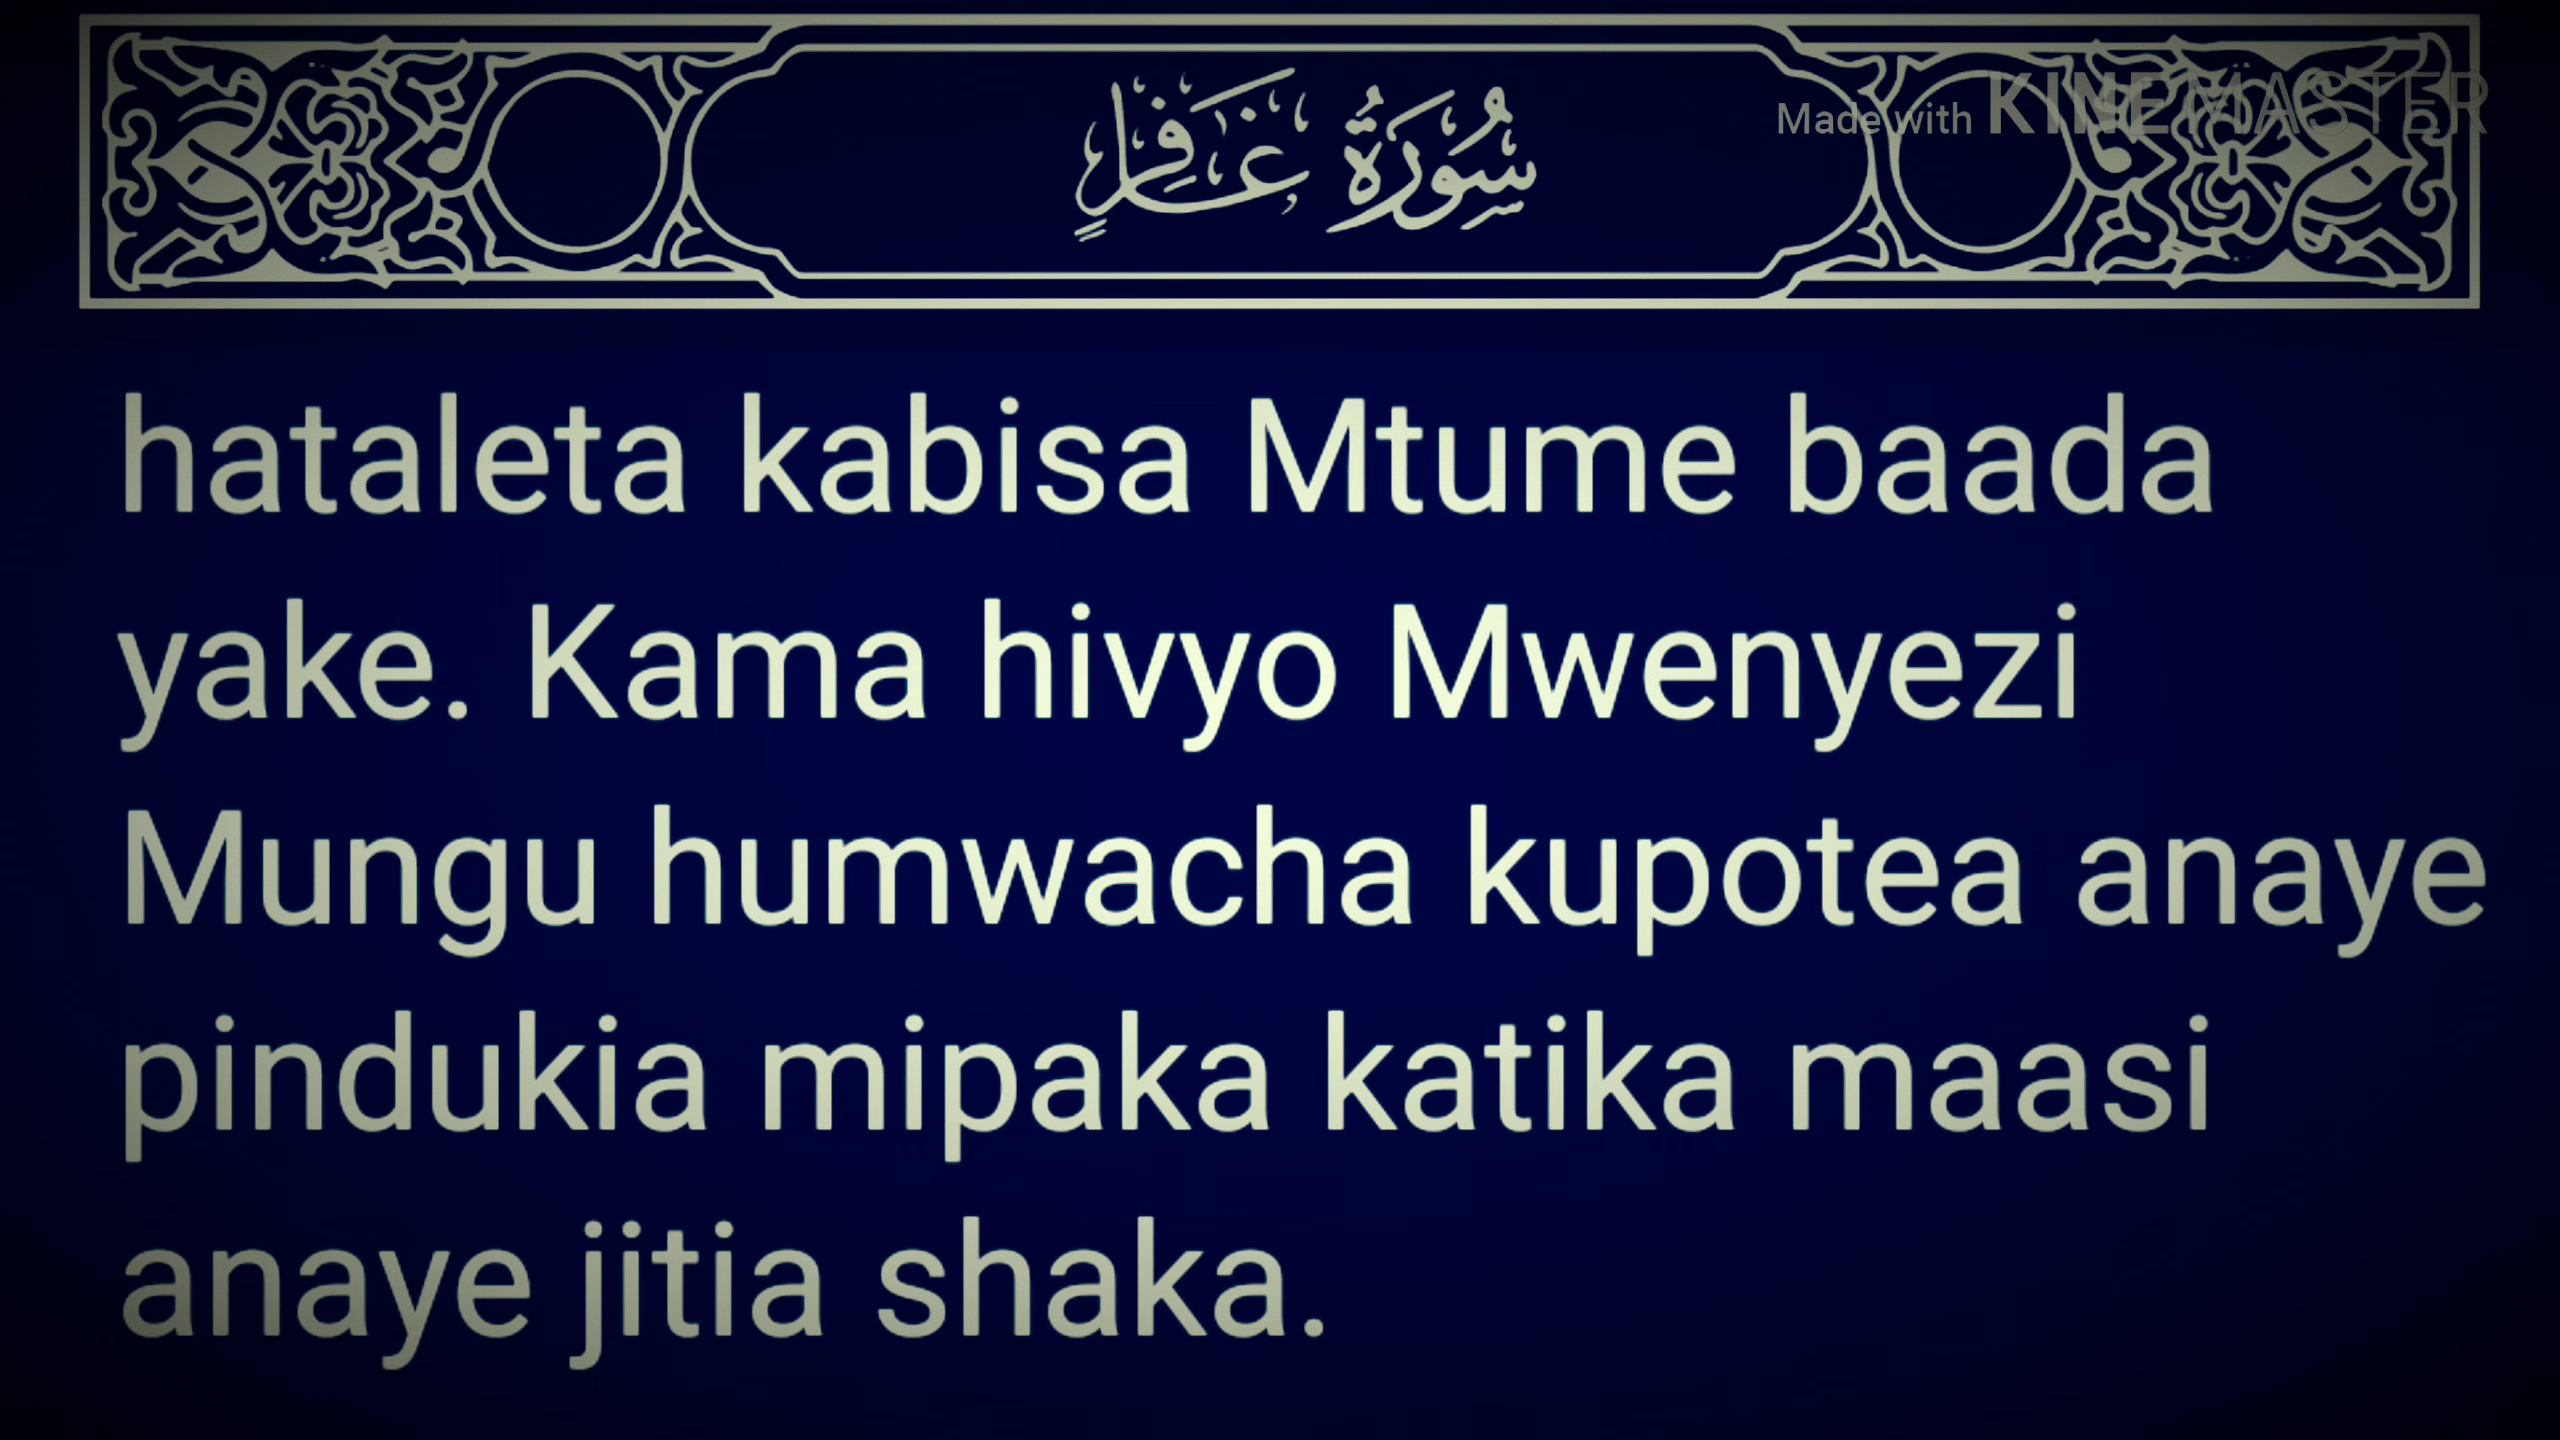 سُورَةُ غَافِرٍ
Made with KINEMASTER
hataleta kabisa Mtume baada
yake. Kama hivyo Mwenyezi
Mungu humwacha kupotea anaye
pindukia mipaka katika maasi
anaye jitia shaka.